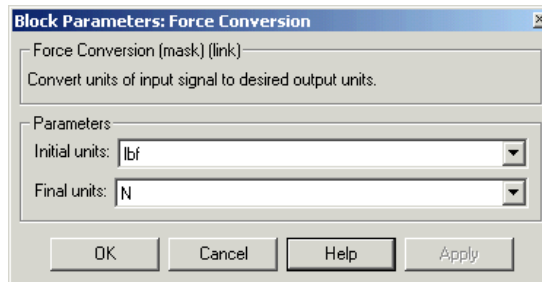 Block Parameters: Force Conversion
Force Conversion (mask) (link)
Convert units of input signal to desired output units.
Parameters
Initial units: lbf
Final units: N
OK Cancel Help Apply